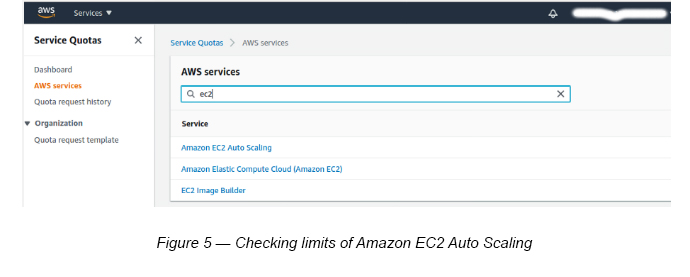 aws Services ▼
Service Quotas ×
Service Quotas > AWS services
Dashboard
AWS services
Quota request history
▼ Organization
Quota request template
AWS services
ec2 ×
Service
Amazon EC2 Auto Scaling
Amazon Elastic Compute Cloud (Amazon EC2)
EC2 Image Builder
Figure 5 — Checking limits of Amazon EC2 Auto Scaling